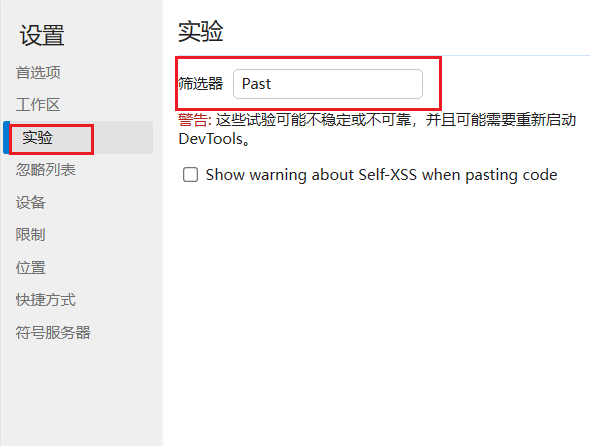 设置
首选项
工作区
实验
忽略列表
设备
限制
位置
快捷方式
符号服务器
实验
筛选器 Past
警告: 这些试验可能不稳定或不可靠，并且可能需要重新启动
DevTools。
Show warning about Self-XSS when pasting code